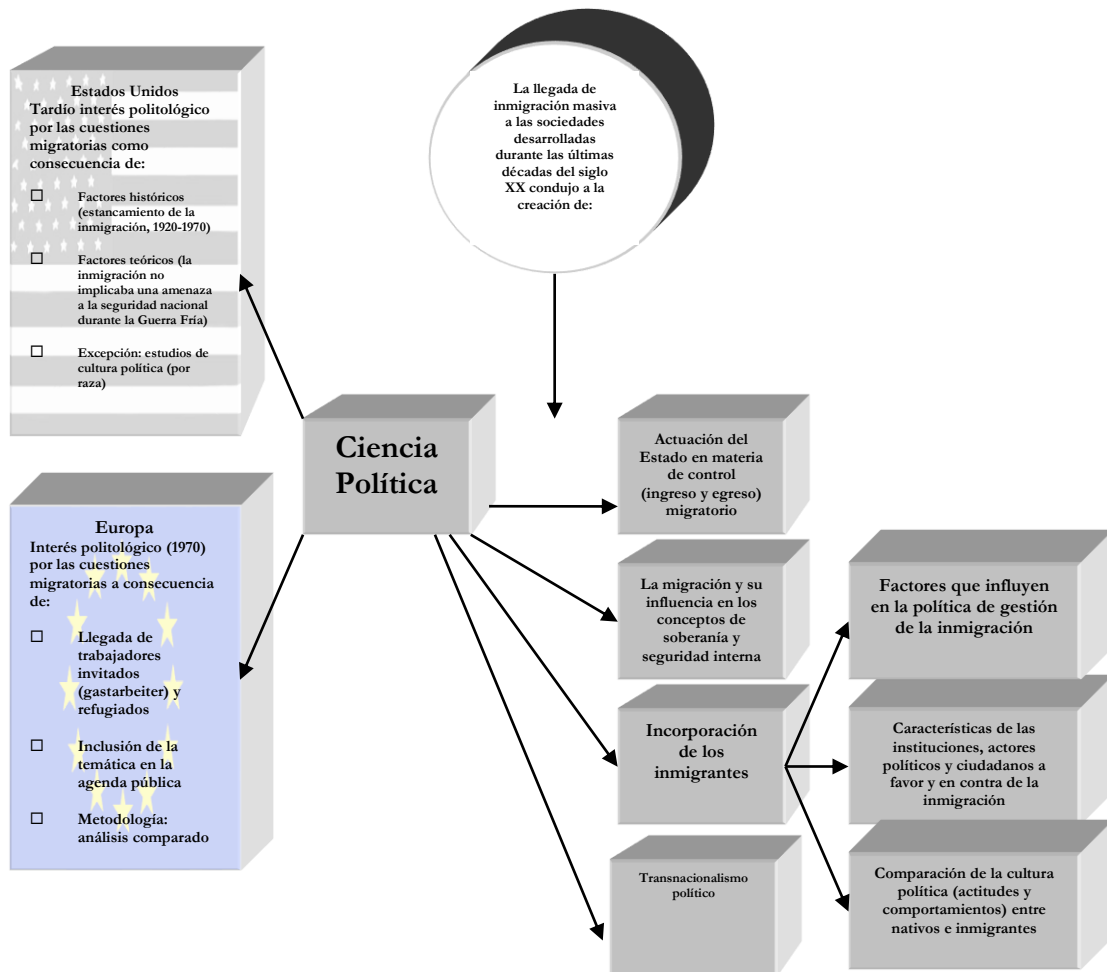 Estados Unidos
Tardío interés politológico
por las cuestiones
migratorias como
consecuencia de:
☐ Factores históricos
(estancamiento de la
inmigración, 1920-1970)
☐ Factores teóricos (la
inmigración no
implicaba una amenaza
a la seguridad nacional
durante la Guerra Fría)
☐ Excepción: estudios de
cultura política (por
raza)
La llegada de
inmigración masiva
a las sociedades
desarrolladas
durante las últimas
décadas del siglo
XX condujo a la
creación de:
Ciencia
Política
Europa
Interés politológico (1970)
por las cuestiones
migratorias a consecuencia
de:
☐ Llegada de
trabajadores
invitados
(gastarbeiter) y
refugiados
☐ Inclusión de la
temática en la
agenda pública
☐ Metodología:
análisis comparado
Actuación del
Estado en materia
de control
(ingreso y egreso)
migratorio
La migración y su
influencia en los
conceptos de
soberanía y
seguridad interna
Incorporación
de los
inmigrantes
Transnacionalismo
político
Factores que influyen
en la política de gestión
de la inmigración
Características de las
instituciones, actores
políticos y ciudadanos a
favor y en contra de la
inmigración
Comparación de la cultura
política (actitudes y
comportamientos) entre
nativos e inmigrantes